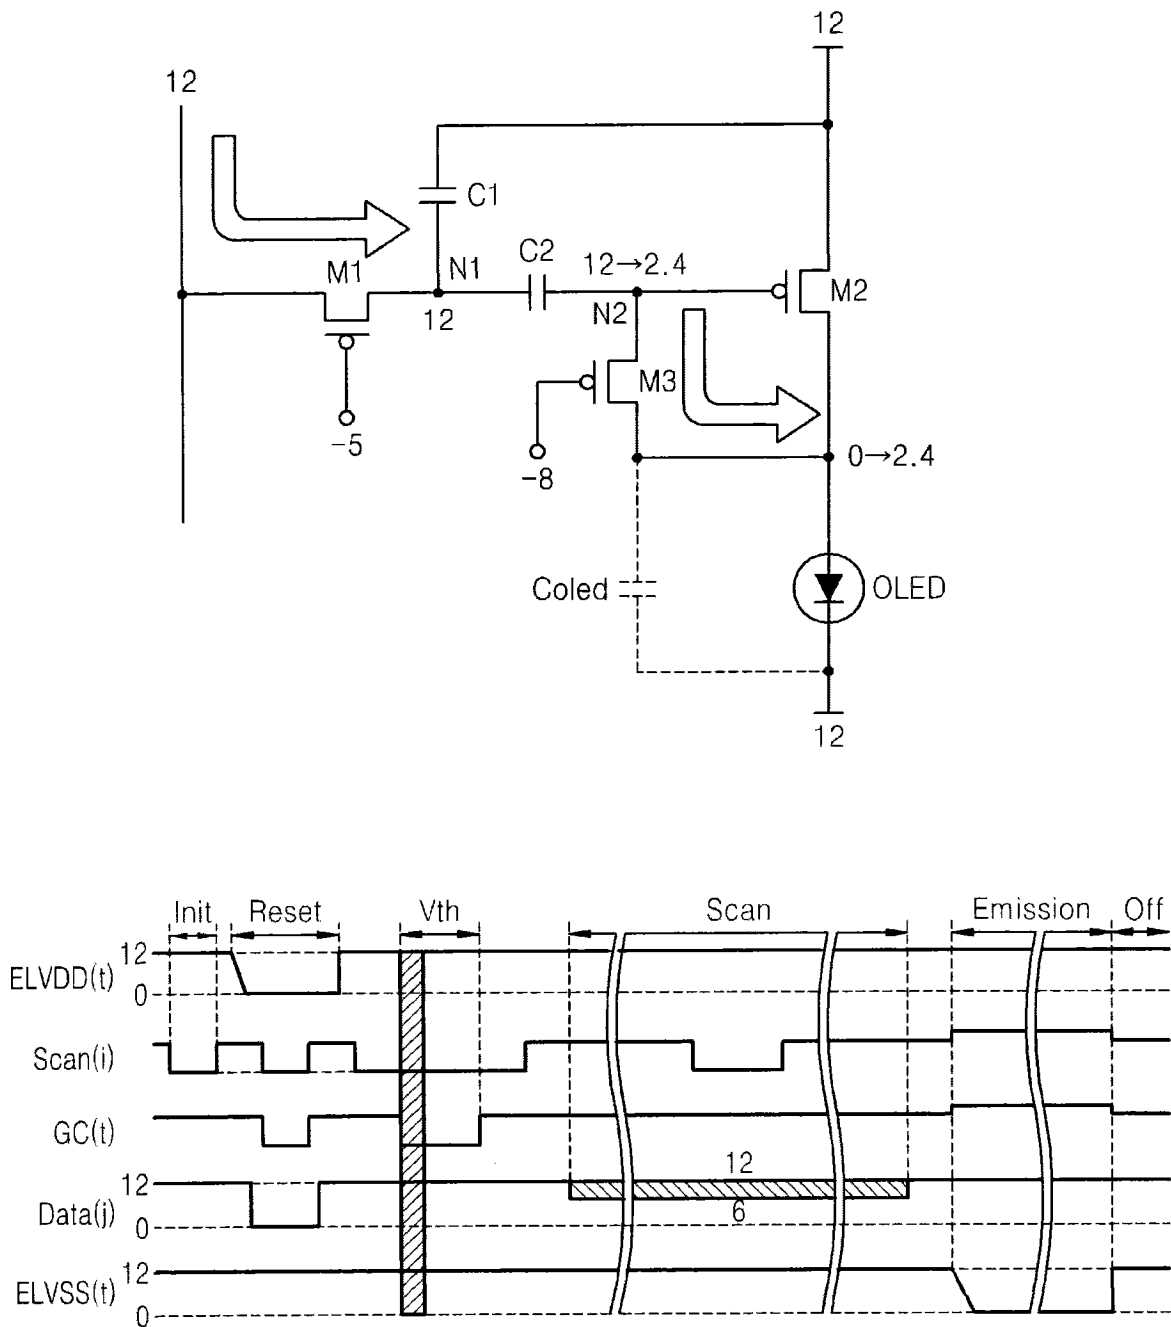 12
12
C1
M1
N1
C2
12→2.4
12
N2
M2
M3
-5
-8
0→2.4
Coled
OLED
12
Init Reset Vth Scan Emission Off
12
ELVDD(t)
0
Scan(i)
GC(t)
12
12
Data(j)
6
0
12
ELVSS(t)
0